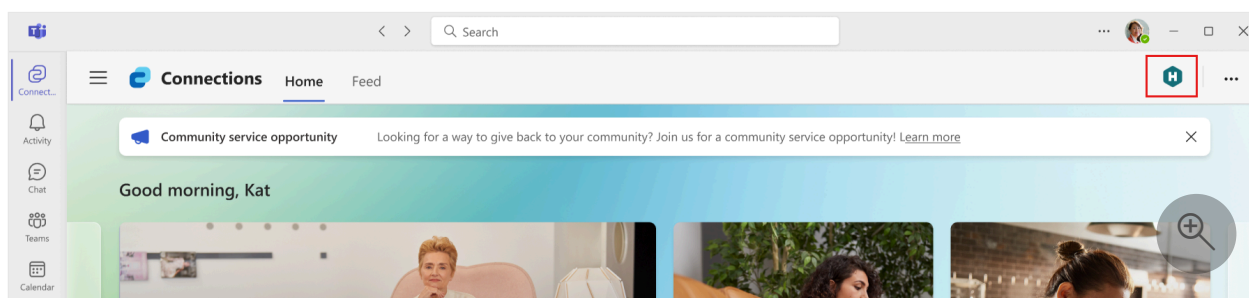 Search
...
Connect...
Connections Home Feed
H
...
Activity
Community service opportunity Looking for a way to give back to your community? Join us for a community service opportunity! Learn more
Chat
Good morning, Kat
Teams
Calendar